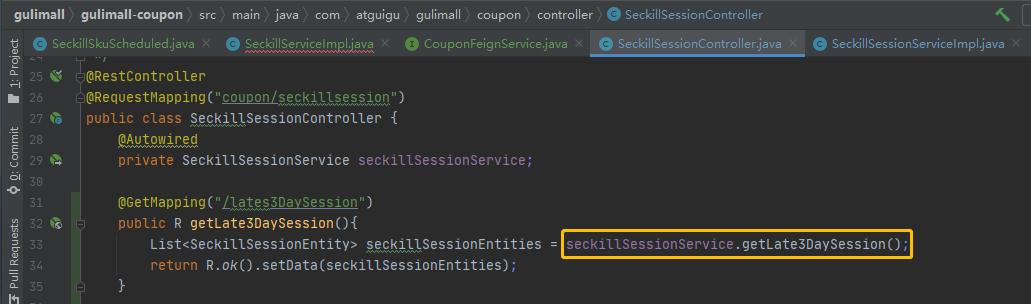 gulimall › gulimall-coupon › src › main › java › com › atguigu › gulimall › coupon › controller › SeckillSessionController
SeckillSkuScheduled.java × SeckillServiceImpl.java × CouponFeignService.java × SeckillSessionController.java × SeckillSessionServiceImpl.java ×
1: Project
0: Commit
Pull Requests
24 */
25 @RestController
26 @RequestMapping("coupon/seckillsession")
27 public class SeckillSessionController {
28 @Autowired
29 private SeckillSessionService seckillSessionService;
30
31 @GetMapping("/lates3DaySession")
32 public R getLate3DaySession(){
33 List<SeckillSessionEntity> seckillSessionEntities = seckillSessionService.getLate3DaySession();
34 return R.ok().setData(seckillSessionEntities);
35 }